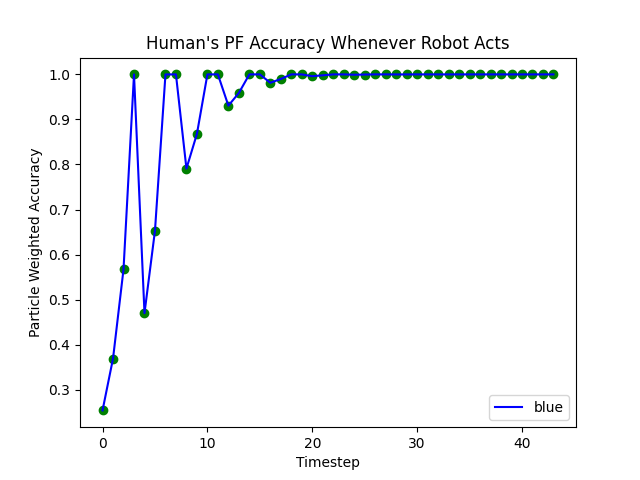 Human's PF Accuracy Whenever Robot Acts
Particle Weighted Accuracy
1.0
0.9
0.8
0.7
0.6
0.5
0.4
0.3
blue
0 10 20 30 40
Timestep